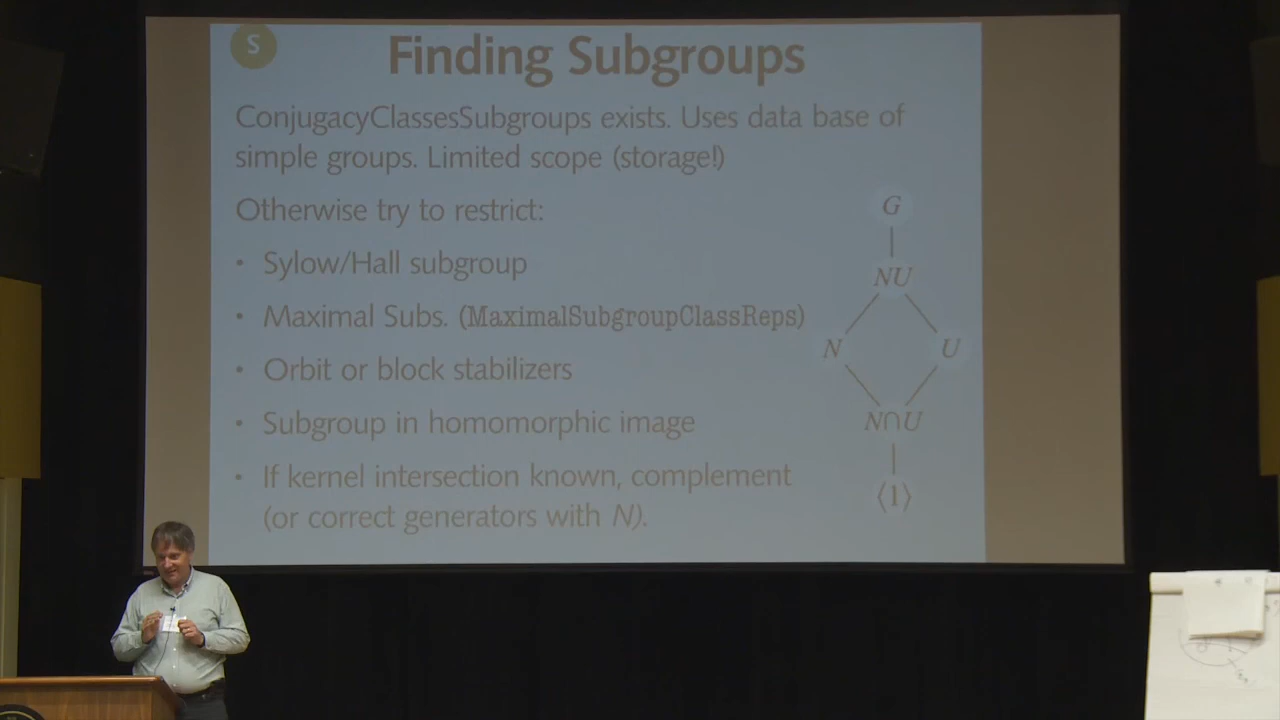 S
Finding Subgroups
ConjugacyClassesSubgroups exists. Uses data base of
simple groups. Limited scope (storage!)
Otherwise try to restrict:
• Sylow/Hall subgroup
• Maximal Subs. (MaximalSubgroupClassReps)
• Orbit or block stabilizers
• Subgroup in homomorphic image
• If kernel intersection known, complement
(or correct generators with N).
G
NU
N U
N∩U
⟨1⟩